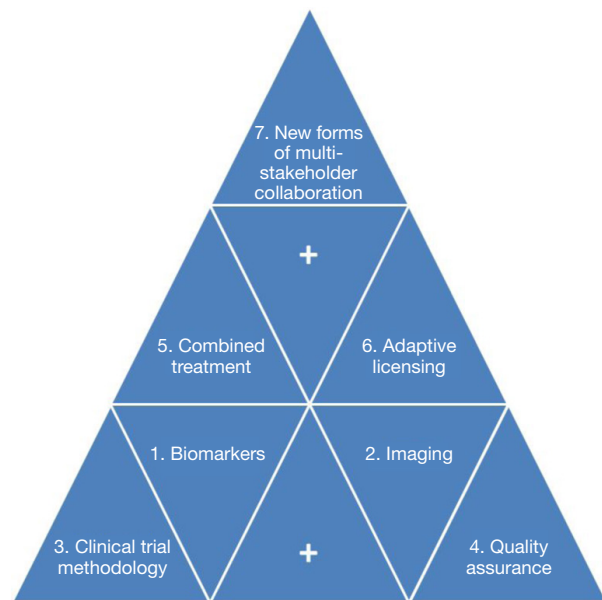 7. New forms
of multi-
stakeholder
collaboration
+
5. Combined
treatment
6. Adaptive
licensing
1. Biomarkers
2. Imaging
3. Clinical trial
methodology
+
4. Quality
assurance